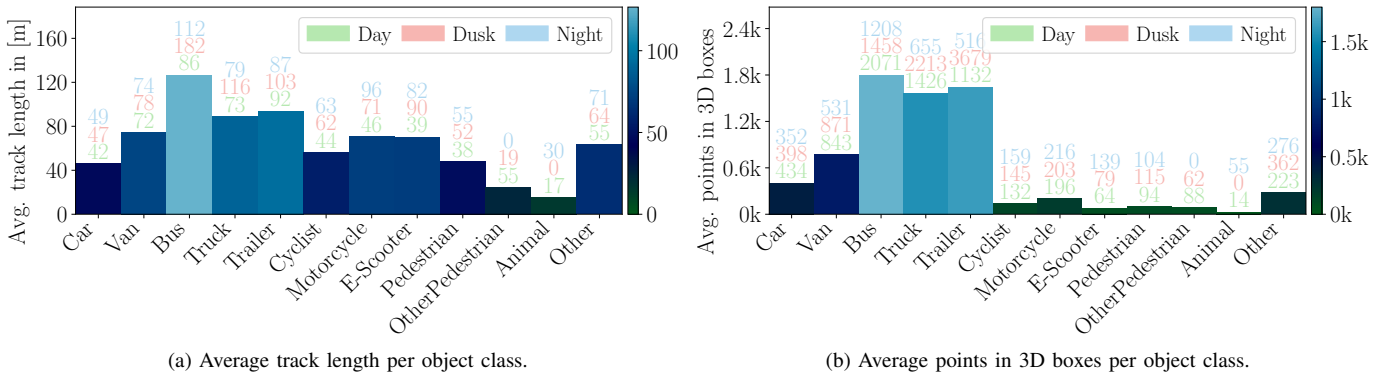 Avg. track length in [m]
160
120
80
40
0
Day Dusk Night
49 74 112 79 87 63 96 82 55 0 30 71
47 78 182 116 103 62 71 90 52 19 0 64
42 72 86 73 92 44 46 39 38 55 17 55
100
50
0
Car Van Bus Truck Trailer Cyclist Motorcycle E-Scooter Pedestrian OtherPedestrian Animal Other
(a) Average track length per object class.
Avg. points in 3D boxes
2.4k
1.8k
1.2k
0.6k
0k
Day Dusk Night
352 531 1208 655 516 159 216 139 104 0 55 276
398 871 1458 2213 3679 145 203 79 115 62 0 362
434 843 2071 1426 1132 132 196 64 94 88 14 223
1.5k
1k
0.5k
0k
Car Van Bus Truck Trailer Cyclist Motorcycle E-Scooter Pedestrian OtherPedestrian Animal Other
(b) Average points in 3D boxes per object class.